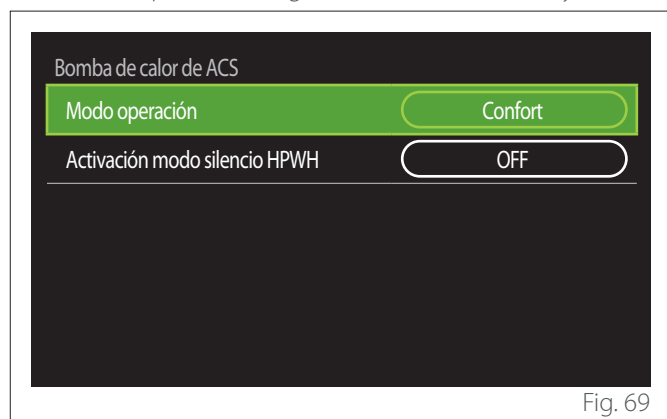 Bomba de calor de ACS
Modo operación Confort
Activación modo silencio HPWH OFF
Fig. 69